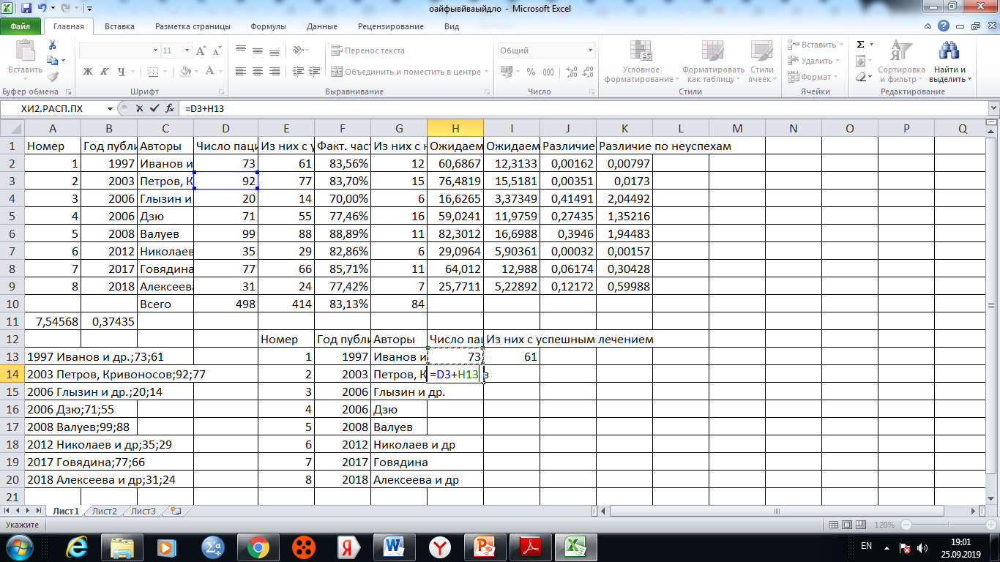 оайфывйваыйдло - Microsoft Excel
Файл Главная Вставка Разметка страницы Формулы Данные Рецензирование Вид
Вставить
Буфер обмена
11
Ж К Ч
Шрифт
Перенос текста
Объединить и поместить в центре
Выравнивание
Общий
% 000
Число
Условное форматирование
Форматировать как таблицу
Стили ячеек
Стили
Вставить
Удалить
Формат
Ячейки
Σ
Сортировка и фильтр
Найти и выделить
Редактирование
ХИ2.РАСП.ПХ fx =D3+H13
A B C D E F G H I J K L M N O P Q
1 Номер Год публи Авторы Число паци Из них с у Факт. част Из них с н Ожидаем Ожидаем Различие Различие по неуспехам
2 1 1997 Иванов и 73 61 83,56% 12 60,6867 12,3133 0,00162 0,00797
3 2 2003 Петров, К 92 77 83,70% 15 76,4819 15,5181 0,00351 0,0173
4 3 2006 Глызин и 20 14 70,00% 6 16,6265 3,37349 0,41491 2,04492
5 4 2006 Дзю 71 55 77,46% 16 59,0241 11,9759 0,27435 1,35216
6 5 2008 Валуев 99 88 88,89% 11 82,3012 16,6988 0,3946 1,94483
7 6 2012 Николаев 35 29 82,86% 6 29,0964 5,90361 0,00032 0,00157
8 7 2017 Говядина 77 66 85,71% 11 64,012 12,988 0,06174 0,30428
9 8 2018 Алексеева 31 24 77,42% 7 25,7711 5,22892 0,12172 0,59988
10 Всего 498 414 83,13% 84
11 7,54568 0,37435
12 Номер Год публи Авторы Число пац Из них с успешным лечением
13 1997 Иванов и др.;73;61 1 1997 Иванов и 73 61
14 2003 Петров, Кривоносов;92;77 2 2003 Петров, К =D3+H13 в
15 2006 Глызин и др.;20;14 3 2006 Глызин и др.
16 2006 Дзю;71;55 4 2006 Дзю
17 2008 Валуев;99;88 5 2008 Валуев
18 2012 Николаев и др;35;29 6 2012 Николаев и др
19 2017 Говядина;77;66 7 2017 Говядина
20 2018 Алексеева и др;31;24 8 2018 Алексеева и др
21
Лист1 Лист2 Лист3
Укажите 120%
EN 19:01
25.09.2019